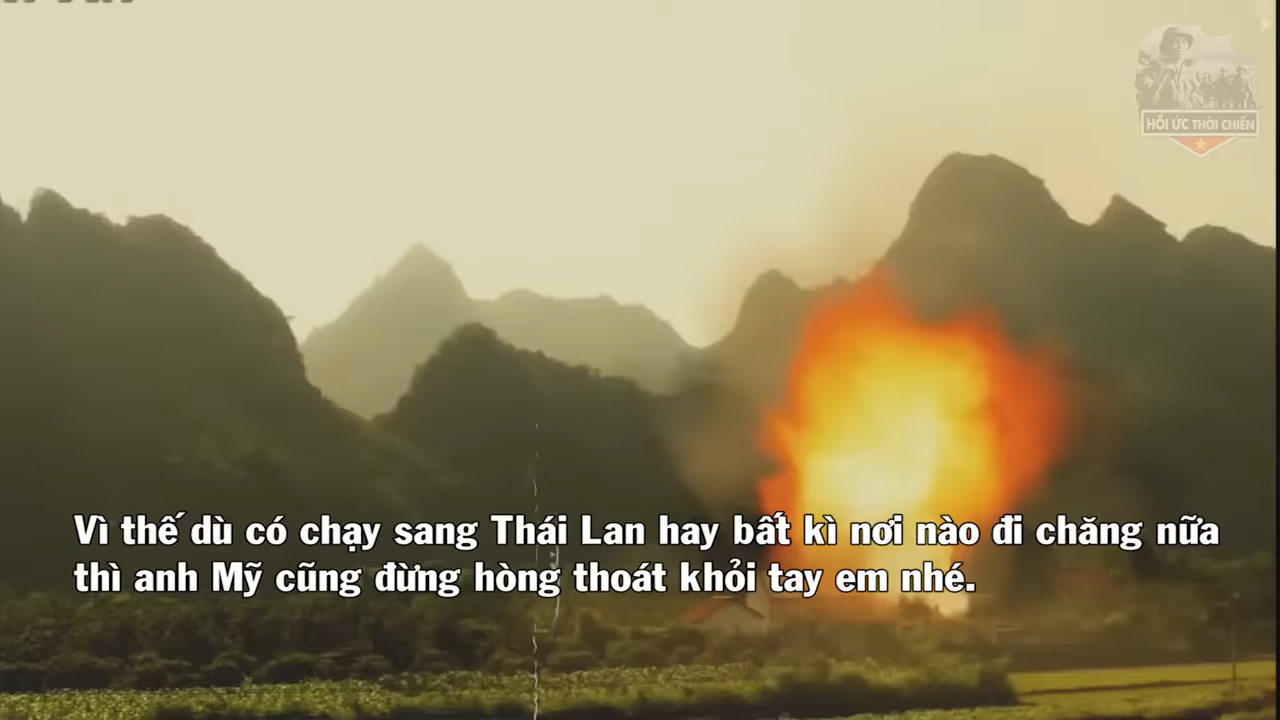 HỒI ỨC THỜI CHIẾN
Vì thế dù có chạy sang Thái Lan hay bất kì nơi nào đi chăng nữa
thì anh Mỹ cũng đừng hòng thoát khỏi tay em nhé.